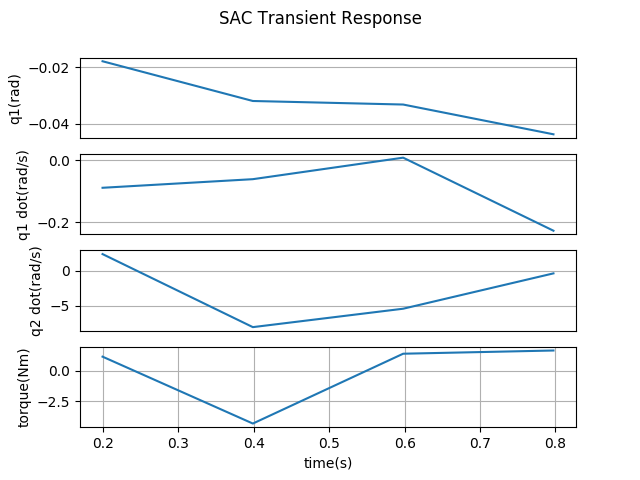 SAC Transient Response
−0.02
−0.04
q1(rad)
0.0
−0.2
q1 dot(rad/s)
0
−5
q2 dot(rad/s)
0.0
−2.5
torque(Nm)
0.2 0.3 0.4 0.5 0.6 0.7 0.8
time(s)